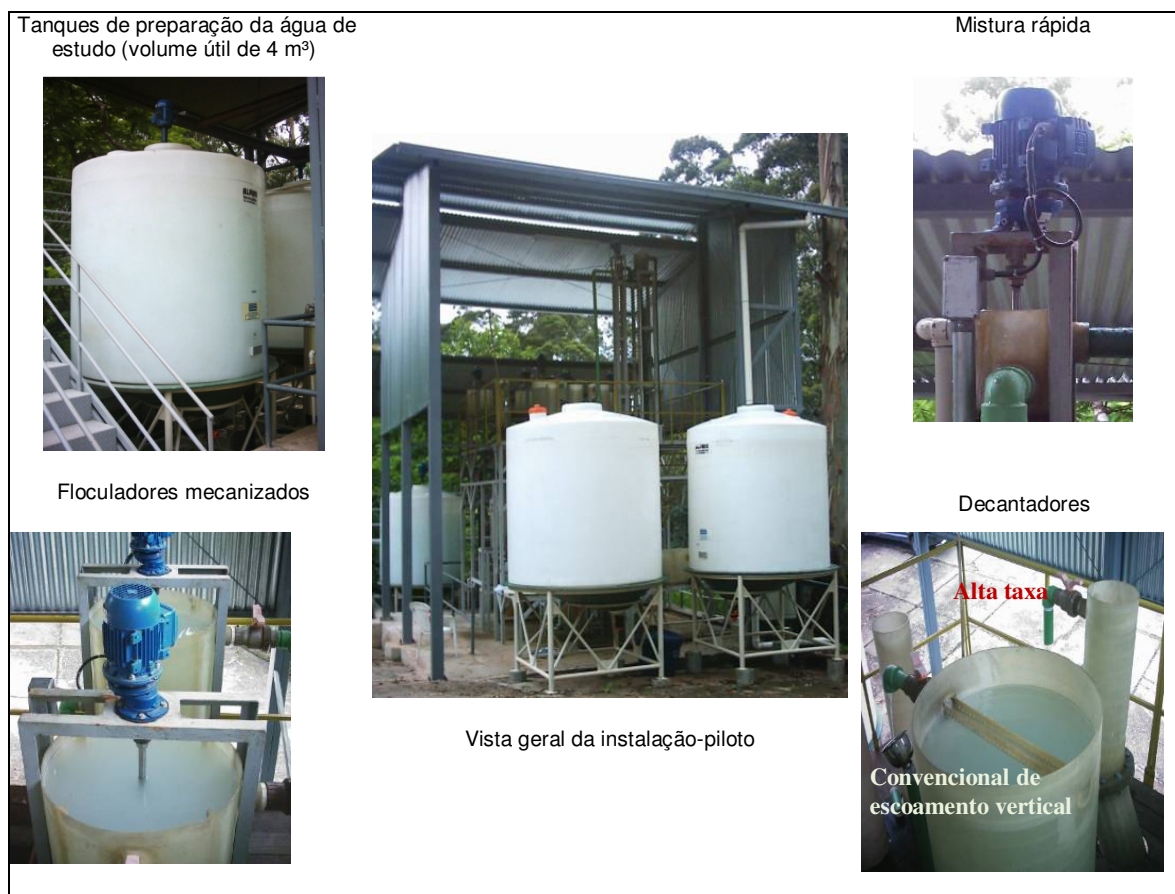 Tanques de preparação da água de
estudo (volume útil de 4 m³)
Mistura rápida
Floculadores mecanizados
Vista geral da instalação-piloto
Decantadores
Alta taxa
Convencional de
escoamento vertical